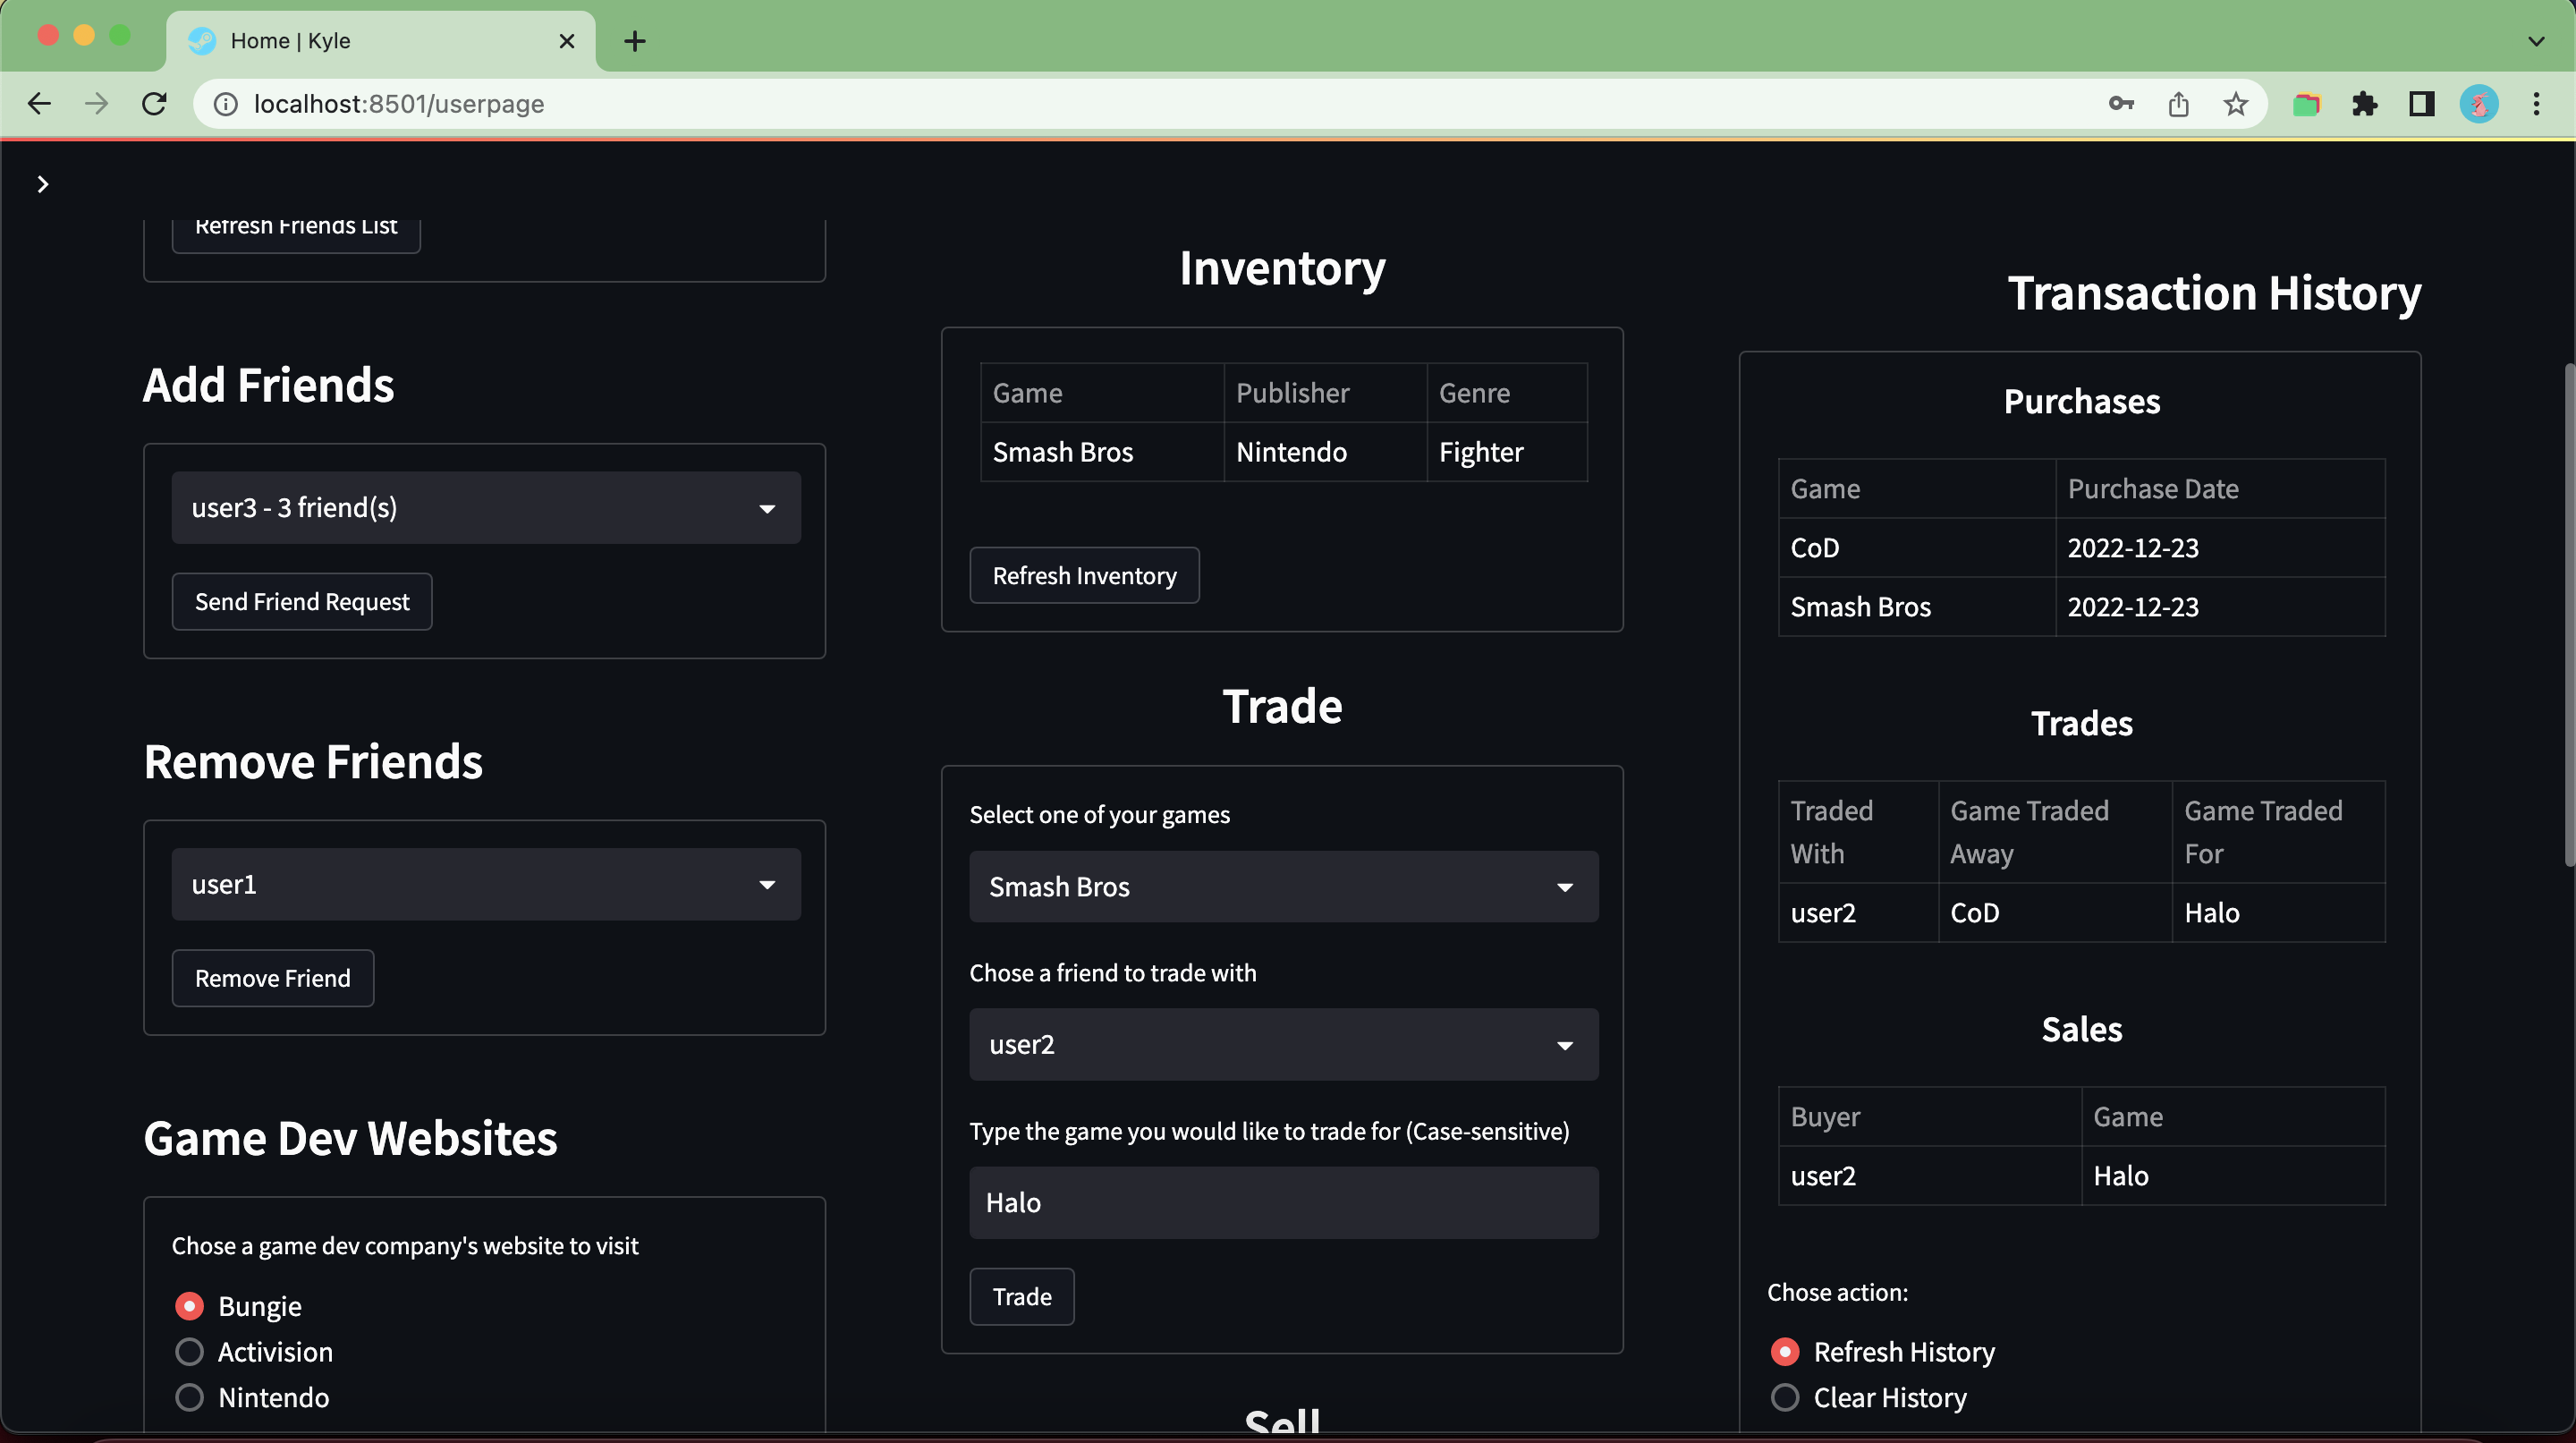 Home | Kyle
localhost:8501/userpage
Refresh Friends List
Add Friends
user3 - 3 friend(s)
Send Friend Request
Remove Friends
user1
Remove Friend
Game Dev Websites
Chose a game dev company's website to visit
Bungie
Activision
Nintendo
Inventory
Game Publisher Genre
Smash Bros Nintendo Fighter
Refresh Inventory
Trade
Select one of your games
Smash Bros
Chose a friend to trade with
user2
Type the game you would like to trade for (Case-sensitive)
Halo
Trade
Sell
Transaction History
Purchases
Game Purchase Date
CoD 2022-12-23
Smash Bros 2022-12-23
Trades
Traded With Game Traded Away Game Traded For
user2 CoD Halo
Sales
Buyer Game
user2 Halo
Chose action:
Refresh History
Clear History